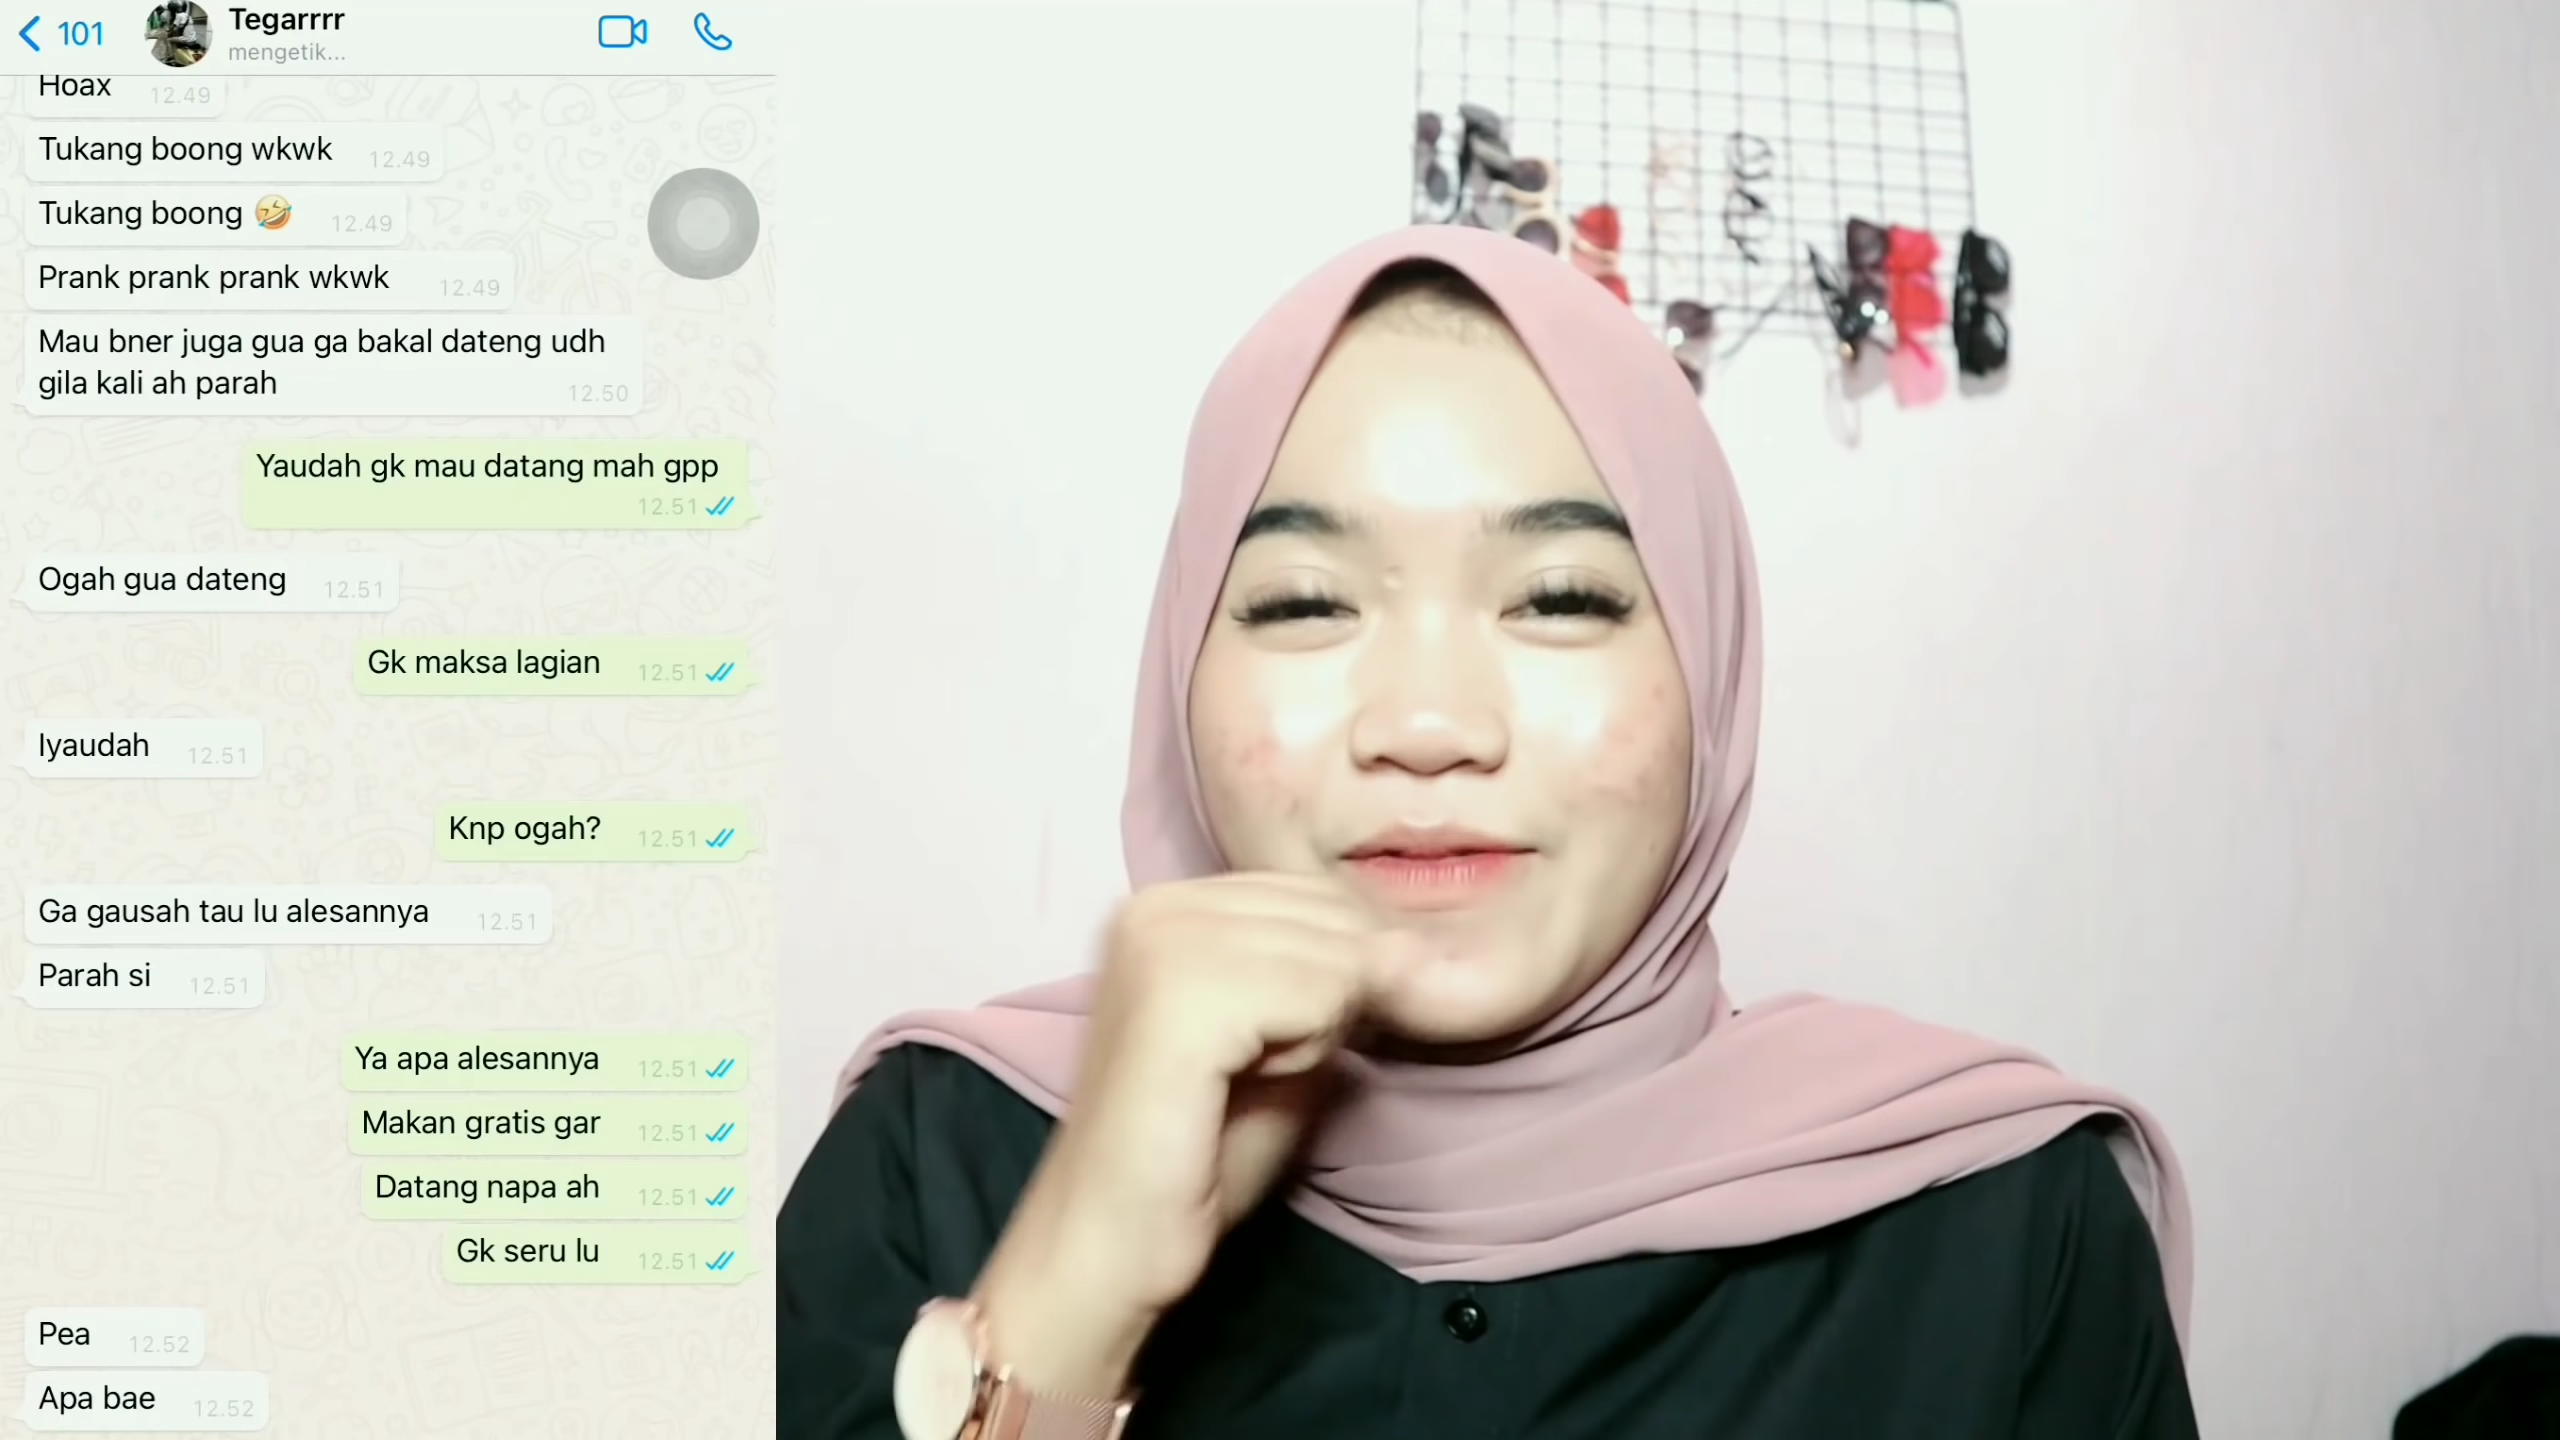 101
Tegarrrr
mengetik...
Hoax 12.49
Tukang boong wkwk 12.49
Tukang boong 🤣 12.49
Prank prank prank wkwk 12.49
Mau bner juga gua ga bakal dateng udh
gila kali ah parah 12.50
Yaudah gk mau datang mah gpp
12.51
Ogah gua dateng 12.51
Gk maksa lagian 12.51
Iyaudah 12.51
Knp ogah? 12.51
Ga gausah tau lu alesannya 12.51
Parah si 12.51
Ya apa alesannya 12.51
Makan gratis gar 12.51
Datang napa ah 12.51
Gk seru lu 12.51
Pea 12.52
Apa bae 12.52